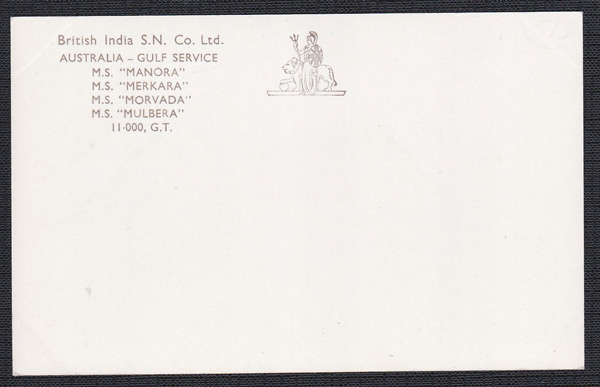 British India S.N. Co. Ltd.
AUSTRALIA – GULF SERVICE
M.S. "MANORA"
M.S. "MERKARA"
M.S. "MORVADA"
M.S. "MULBERA"
11·000, G.T.